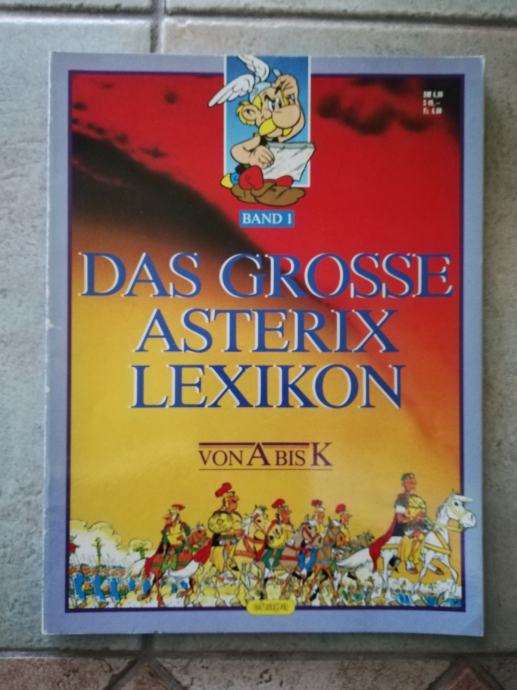 BAND 1
DAS GROSSE
ASTERIX
LEXIKON
VON A BIS K